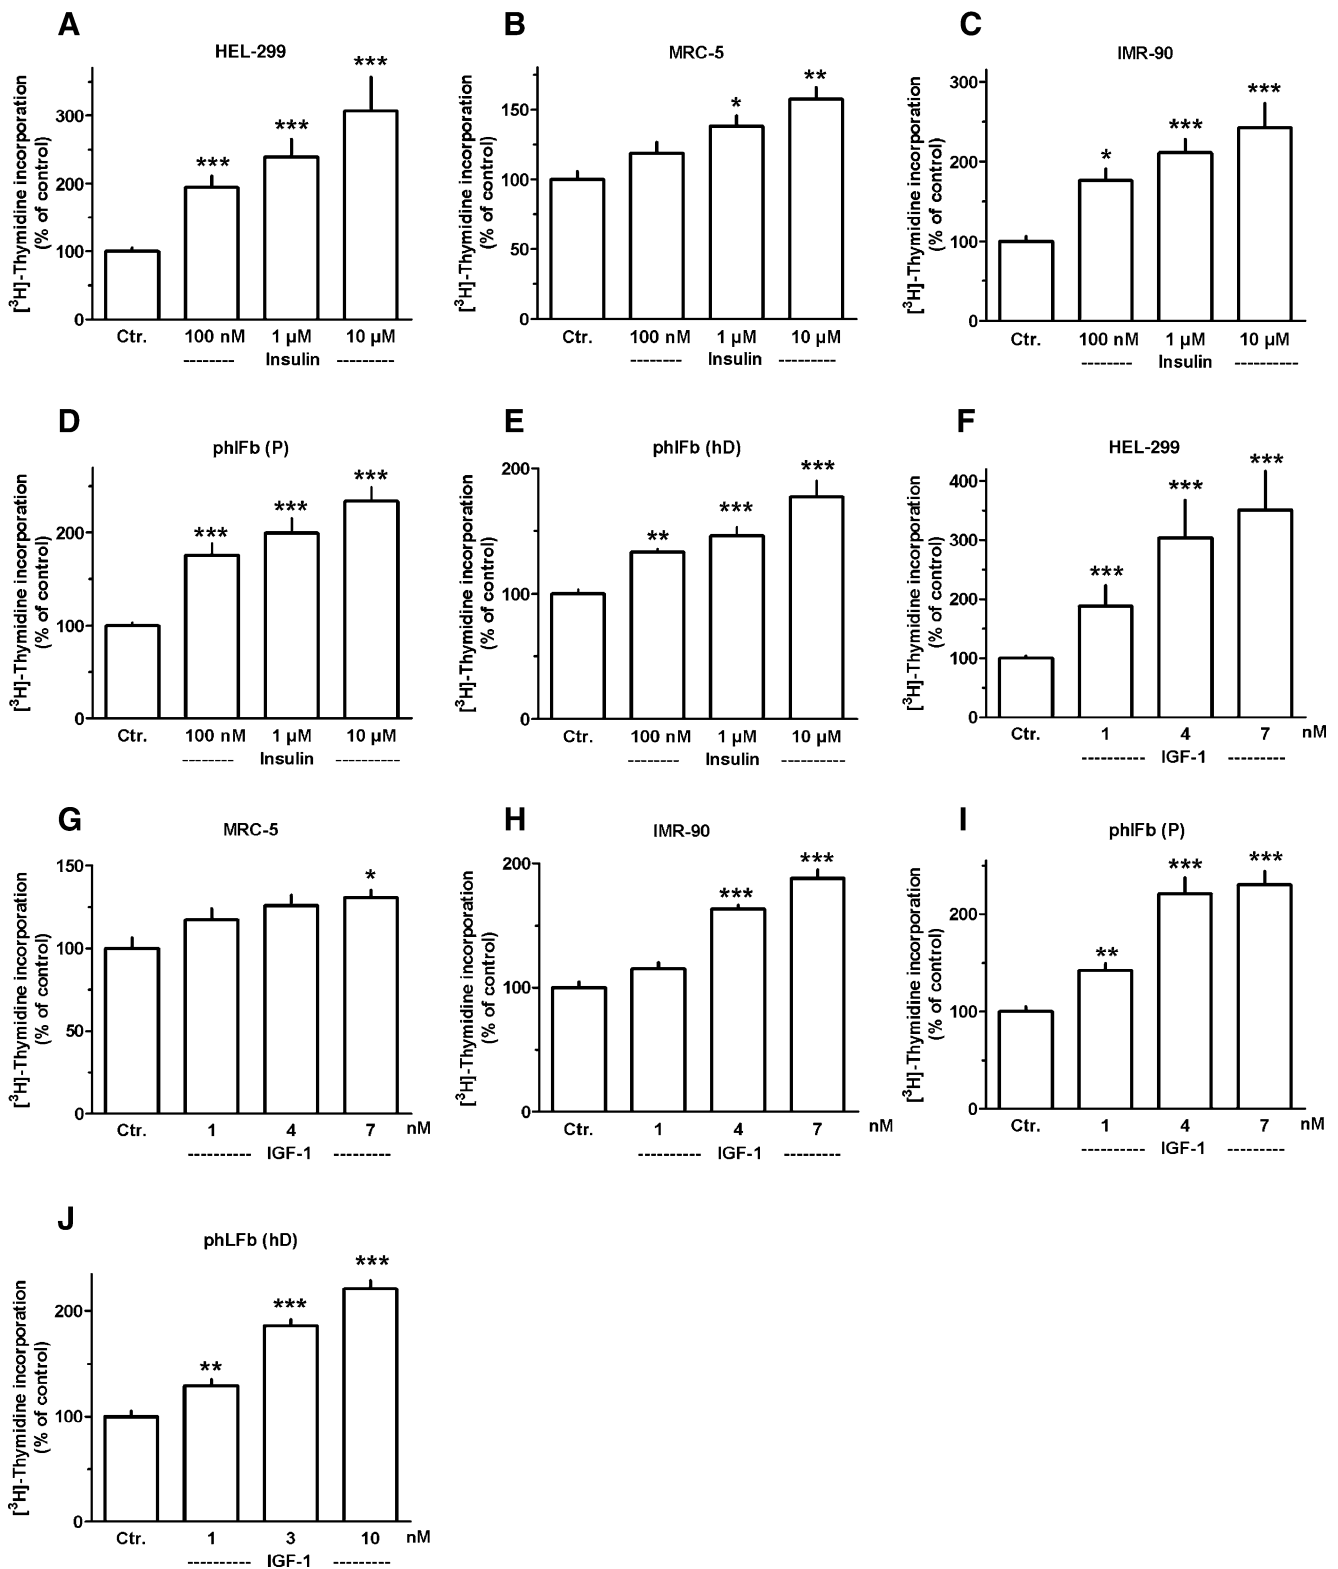 A
HEL-299
[³H]-Thymidine incorporation
(% of control)
300
200
100
0
***
***
***
Ctr.
100 nM
1 µM
10 µM
--------- Insulin ----------
B
MRC-5
[³H]-Thymidine incorporation
(% of control)
150
100
50
0
*
**
Ctr.
100 nM
1 µM
10 µM
--------- Insulin ----------
C
IMR-90
[³H]-Thymidine incorporation
(% of control)
300
200
100
0
*
***
***
Ctr.
100 nM
1 µM
10 µM
--------- Insulin -----------
D
phlFb (P)
[³H]-Thymidine incorporation
(% of control)
200
100
0
***
***
***
Ctr.
100 nM
1 µM
10 µM
--------- Insulin -----------
E
phlFb (hD)
[³H]-Thymidine incorporation
(% of control)
200
100
0
**
***
***
Ctr.
100 nM
1 µM
10 µM
--------- Insulin -----------
F
HEL-299
[³H]-Thymidine incorporation
(% of control)
400
300
200
100
0
***
***
***
Ctr.
1
4
7
nM
----------- IGF-1 ----------
G
MRC-5
[³H]-Thymidine incorporation
(% of control)
150
100
50
0
*
Ctr.
1
4
7
nM
----------- IGF-1 ----------
H
IMR-90
[³H]-Thymidine incorporation
(% of control)
200
100
0
***
***
Ctr.
1
4
7
nM
----------- IGF-1 ----------
I
phlFb (P)
[³H]-Thymidine incorporation
(% of control)
200
100
0
**
***
***
Ctr.
1
4
7
nM
----------- IGF-1 ----------
J
phLFb (hD)
[³H]-Thymidine incorporation
(% of control)
200
100
0
**
***
***
Ctr.
1
3
10
nM
----------- IGF-1 ----------